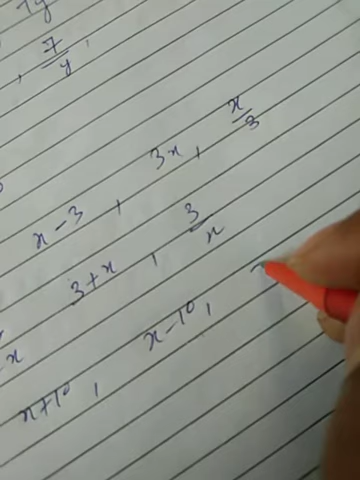 , 7/y ,
x-3 , 3x , x/3
3+x , 3/x
x+10 , x-10 ,